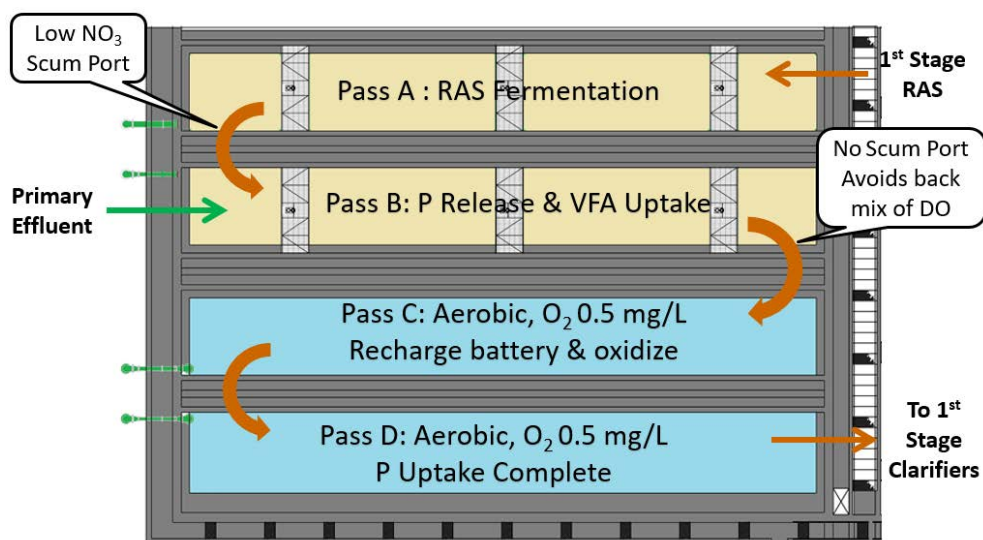 Low NO₃
Scum Port
Pass A : RAS Fermentation
1st Stage
RAS
No Scum Port
Avoids back
mix of DO
Primary
Effluent
Pass B: P Release & VFA Uptake
Pass C: Aerobic, O₂ 0.5 mg/L
Recharge battery & oxidize
Pass D: Aerobic, O₂ 0.5 mg/L
P Uptake Complete
To 1st
Stage
Clarifiers